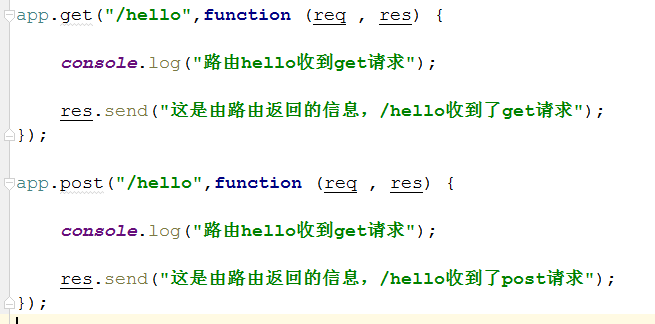 app.get("/hello",function (req , res) {
console.log("路由hello收到get请求");
res.send("这是由路由返回的信息，/hello收到了get请求");
});
app.post("/hello",function (req , res) {
console.log("路由hello收到get请求");
res.send("这是由路由返回的信息，/hello收到了post请求");
});